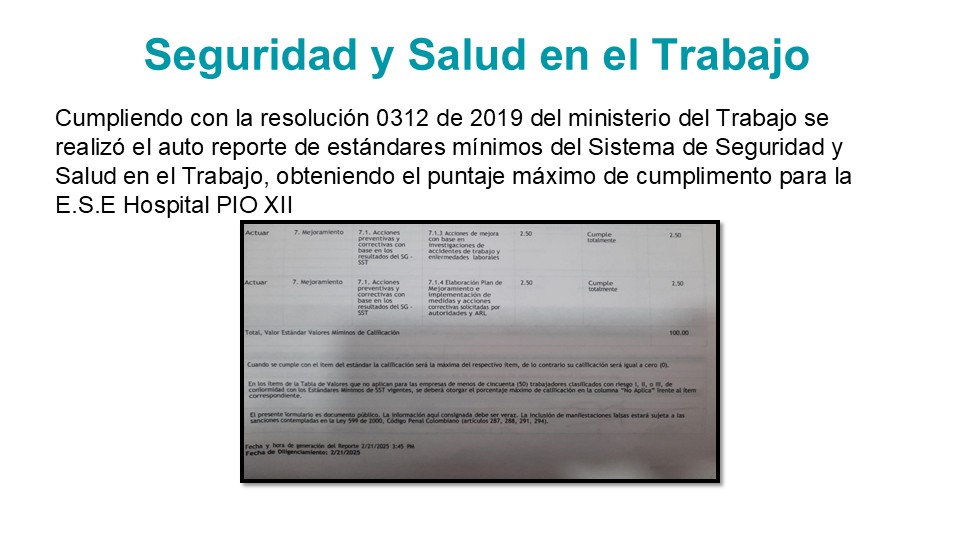 Seguridad y Salud en el Trabajo
Cumpliendo con la resolución 0312 de 2019 del ministerio del Trabajo se
realizó el auto reporte de estándares mínimos del Sistema de Seguridad y
Salud en el Trabajo, obteniendo el puntaje máximo de cumplimento para la
E.S.E Hospital PIO XII
Actuar 7. Mejoramiento 7.1. Acciones preventivas y correctivas con base en los resultados del SG - SST 7.1.3 Acciones de mejora con base en investigaciones de accidentes de trabajo y enfermedades laborales 2.50 Cumple totalmente 2.50
Actuar 7. Mejoramiento 7.1. Acciones preventivas y correctivas con base en los resultados del SG - SST 7.1.4 Elaboración Plan de Mejoramiento e implementación de medidas y acciones correctivas solicitadas por autoridades y ARL 2.50 Cumple totalmente 2.50
Total, Valor Estándar Valores Mínimos de Calificación 100.00
Cuando se cumple con el ítem del estándar la calificación será la máxima del respectivo ítem, de lo contrario su calificación será igual a cero (0).
En los ítems de la Tabla de Valores que no aplican para las empresas de menos de cincuenta (50) trabajadores clasificados con riesgo I, II, o III, de
conformidad con los Estándares Mínimos de SST vigentes, se deberá otorgar el porcentaje máximo de calificación en la columna "No Aplica" frente al ítem
correspondiente.
El presente formulario es documento público. La información aquí consignada debe ser veraz. La inclusión de manifestaciones falsas estará sujeta a las
sanciones contempladas en la Ley 599 de 2000, Código Penal Colombiano (artículos 287, 288, 291, 294).
Fecha y hora de generación del Reporte 2/21/2025 3:45 PM
Fecha de Diligenciamiento: 2/21/2025